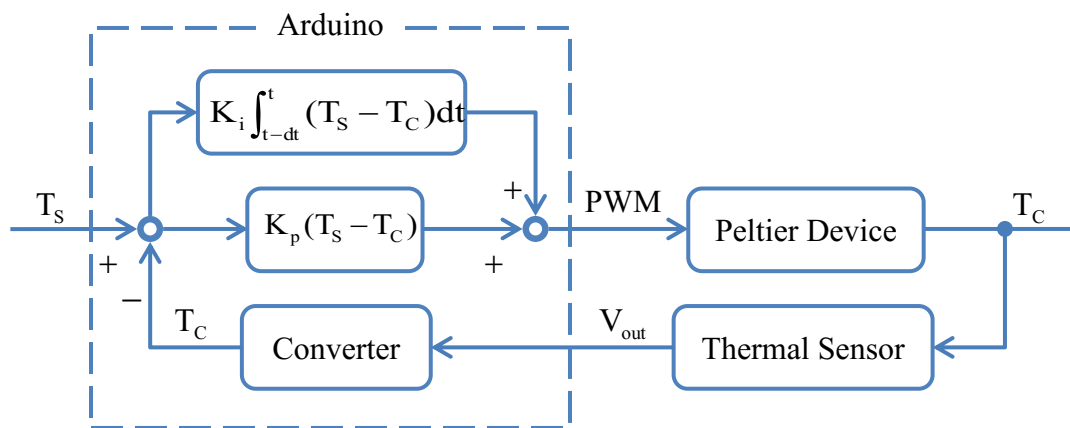 Arduino
K_i ∫_{t−dt}^{t} (T_S − T_C)dt
T_S
+
−
K_p(T_S − T_C)
+
+
PWM
Peltier Device
T_C
T_C
Converter
V_out
Thermal Sensor